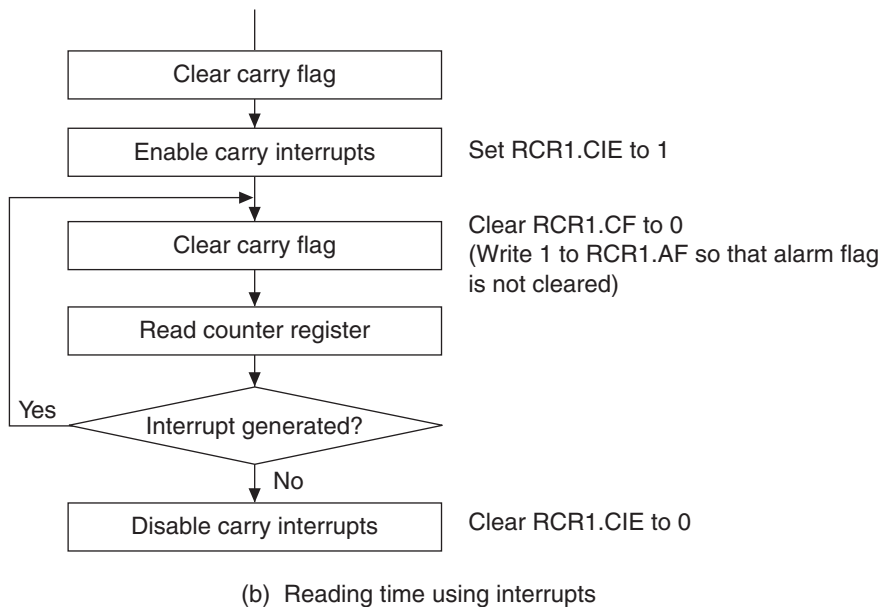 Clear carry flag
Enable carry interrupts
Set RCR1.CIE to 1
Clear carry flag
Clear RCR1.CF to 0
(Write 1 to RCR1.AF so that alarm flag
is not cleared)
Read counter register
Yes
Interrupt generated?
No
Disable carry interrupts
Clear RCR1.CIE to 0
(b) Reading time using interrupts